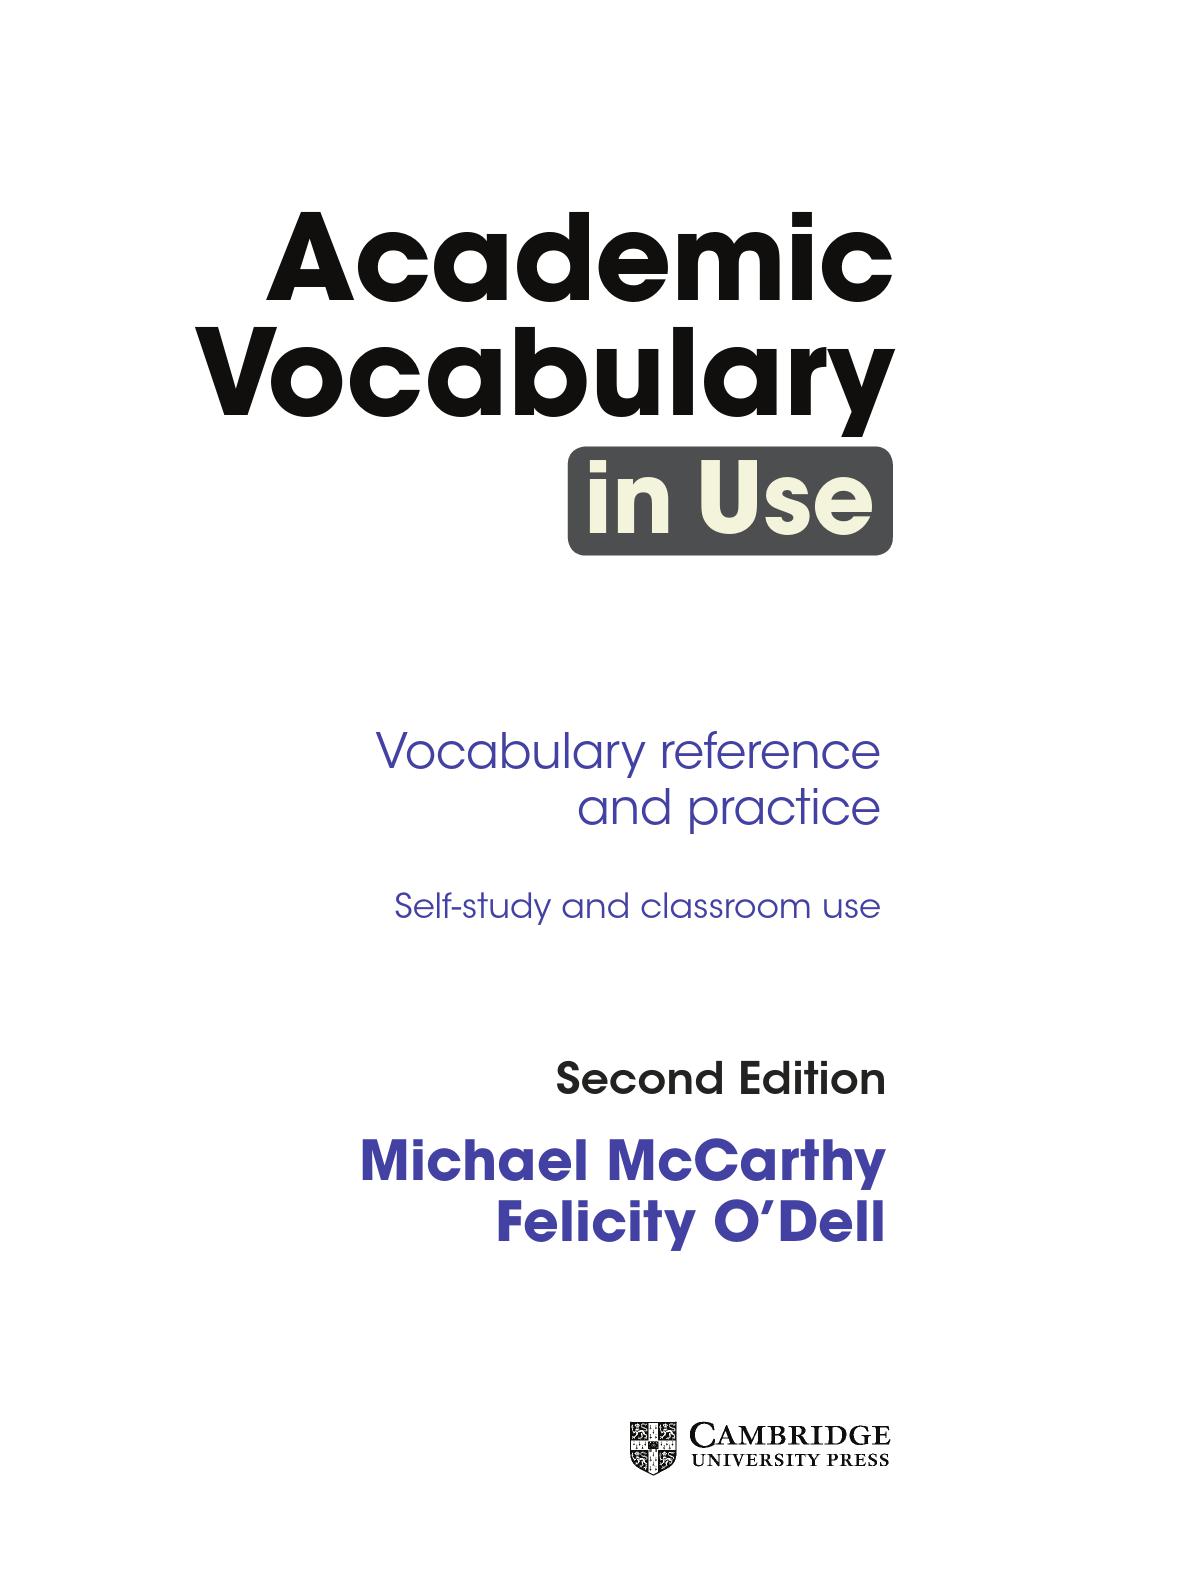 Academic
Vocabulary
in Use
Vocabulary reference
and practice
Self-study and classroom use
Second Edition
Michael McCarthy
Felicity O’Dell
CAMBRIDGE
UNIVERSITY PRESS